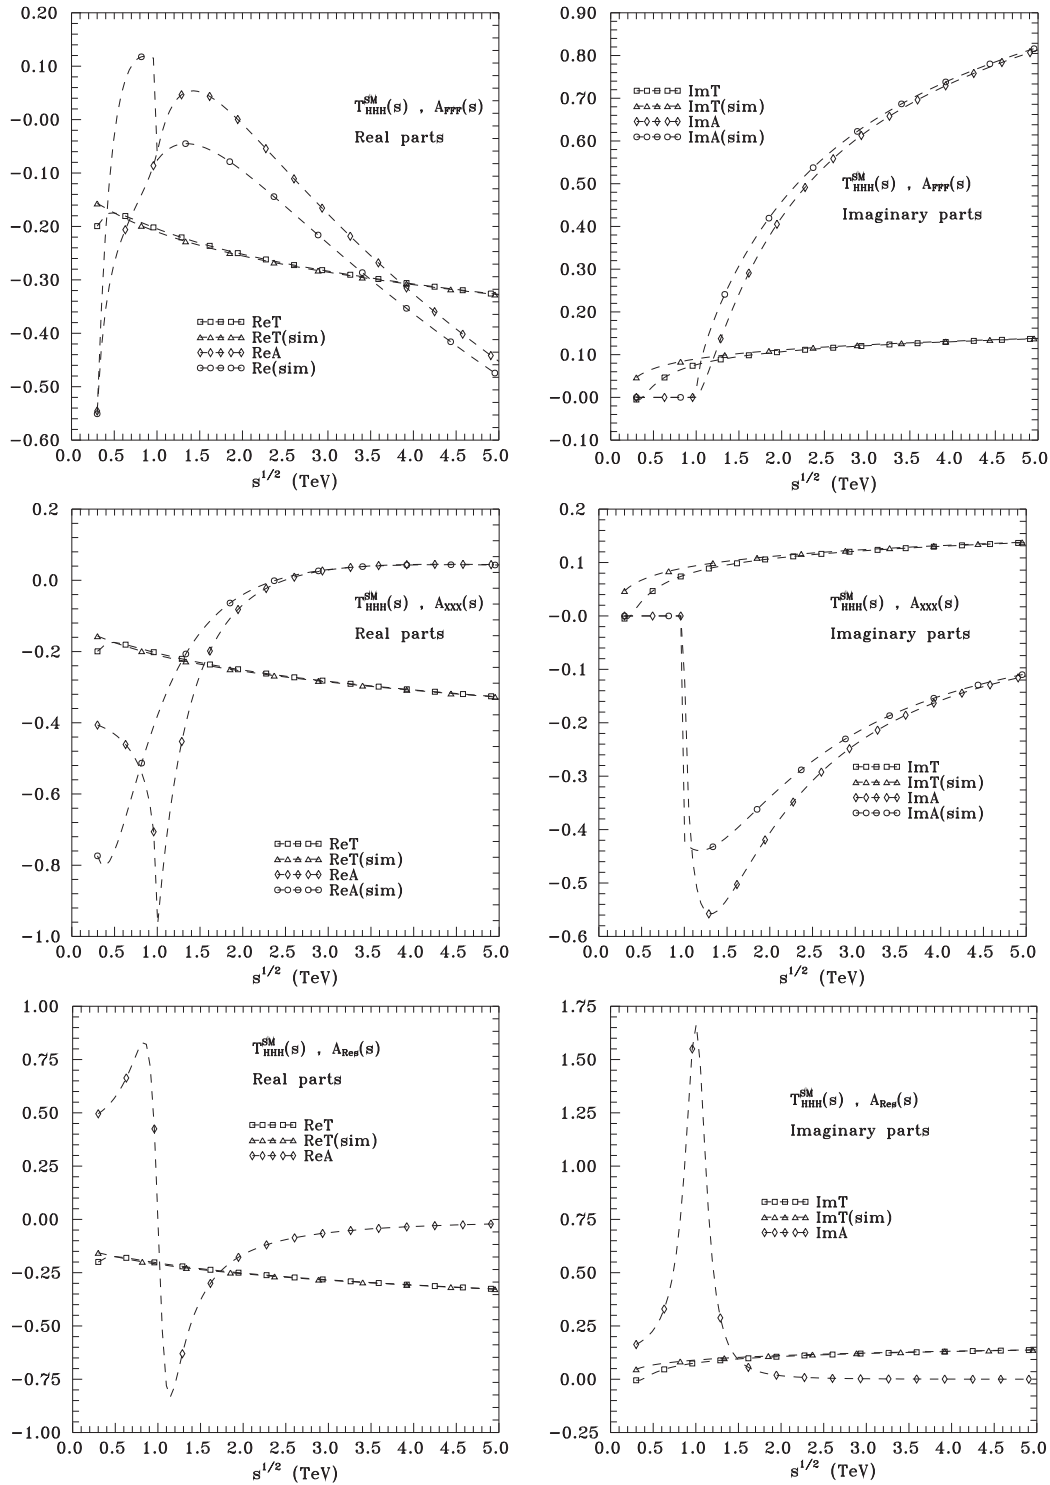 0.20
0.10
−0.00
−0.10
−0.20
−0.30
−0.40
−0.50
−0.60
0.0 0.5 1.0 1.5 2.0 2.5 3.0 3.5 4.0 4.5 5.0
s^1/2 (TeV)
T^SM_HHH(s) , A_FFF(s)
Real parts
ReT
ReT(sim)
ReA
Re(sim)
0.90
0.80
0.70
0.60
0.50
0.40
0.30
0.20
0.10
−0.00
−0.10
0.0 0.5 1.0 1.5 2.0 2.5 3.0 3.5 4.0 4.5 5.0
s^1/2 (TeV)
ImT
ImT(sim)
ImA
ImA(sim)
T^SM_HHH(s) , A_FFF(s)
Imaginary parts
0.2
0.0
−0.2
−0.4
−0.6
−0.8
−1.0
0.0 0.5 1.0 1.5 2.0 2.5 3.0 3.5 4.0 4.5 5.0
s^1/2 (TeV)
T^SM_HHH(s) , A_XXX(s)
Real parts
ReT
ReT(sim)
ReA
ReA(sim)
0.2
0.1
−0.0
−0.1
−0.2
−0.3
−0.4
−0.5
−0.6
0.0 0.5 1.0 1.5 2.0 2.5 3.0 3.5 4.0 4.5 5.0
s^1/2 (TeV)
T^SM_HHH(s) , A_XXX(s)
Imaginary parts
ImT
ImT(sim)
ImA
ImA(sim)
1.00
0.75
0.50
0.25
0.00
−0.25
−0.50
−0.75
−1.00
0.0 0.5 1.0 1.5 2.0 2.5 3.0 3.5 4.0 4.5 5.0
s^1/2 (TeV)
T^SM_HHH(s) , A_Res(s)
Real parts
ReT
ReT(sim)
ReA
1.75
1.50
1.25
1.00
0.75
0.50
0.25
0.00
−0.25
0.0 0.5 1.0 1.5 2.0 2.5 3.0 3.5 4.0 4.5 5.0
s^1/2 (TeV)
T^SM_HHH(s) , A_Res(s)
Imaginary parts
ImT
ImT(sim)
ImA